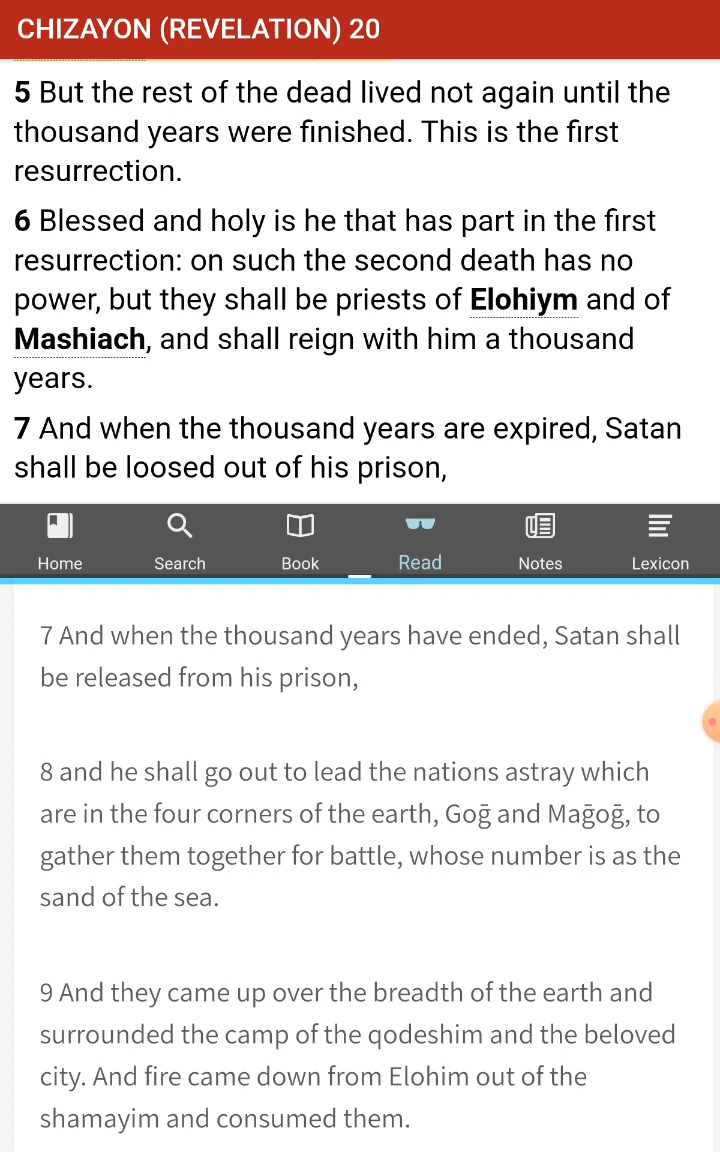 CHIZAYON (REVELATION) 20
5 But the rest of the dead lived not again until the
thousand years were finished. This is the first
resurrection.
6 Blessed and holy is he that has part in the first
resurrection: on such the second death has no
power, but they shall be priests of Elohiym and of
Mashiach, and shall reign with him a thousand
years.
7 And when the thousand years are expired, Satan
shall be loosed out of his prison,
Home Search Book Read Notes Lexicon
7 And when the thousand years have ended, Satan shall
be released from his prison,
8 and he shall go out to lead the nations astray which
are in the four corners of the earth, Goḡ and Maḡoḡ, to
gather them together for battle, whose number is as the
sand of the sea.
9 And they came up over the breadth of the earth and
surrounded the camp of the qodeshim and the beloved
city. And fire came down from Elohim out of the
shamayim and consumed them.